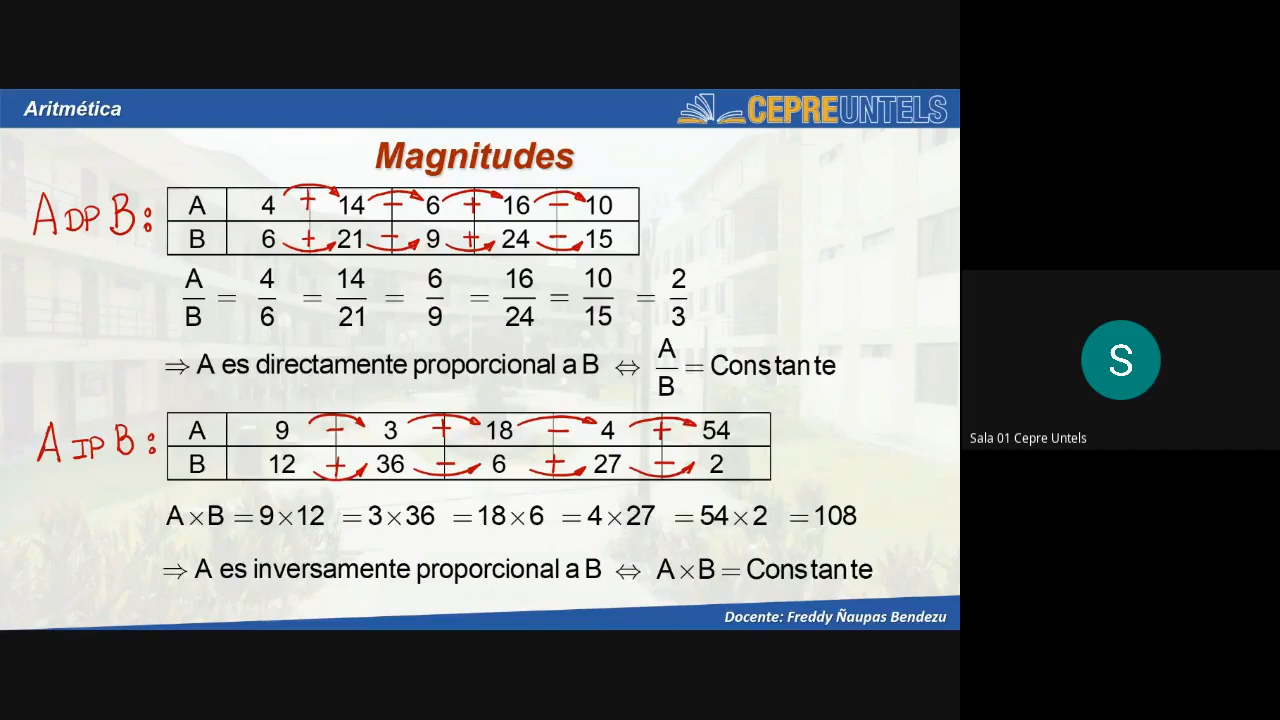 Aritmética
CEPREUNTELS
Magnitudes
A DP B:
A 4 + 14 − 6 + 16 − 10
B 6 + 21 − 9 + 24 − 15
A/B = 4/6 = 14/21 = 6/9 = 16/24 = 10/15 = 2/3
⇒ A es directamente proporcional a B ⇔ A/B = Constante
A IP B:
A 9 − 3 + 18 − 4 + 54
B 12 + 36 − 6 + 27 − 2
A×B = 9×12 = 3×36 = 18×6 = 4×27 = 54×2 = 108
⇒ A es inversamente proporcional a B ⇔ A×B = Constante
Docente: Freddy Ñaupas Bendezu
S
Sala 01 Cepre Untels